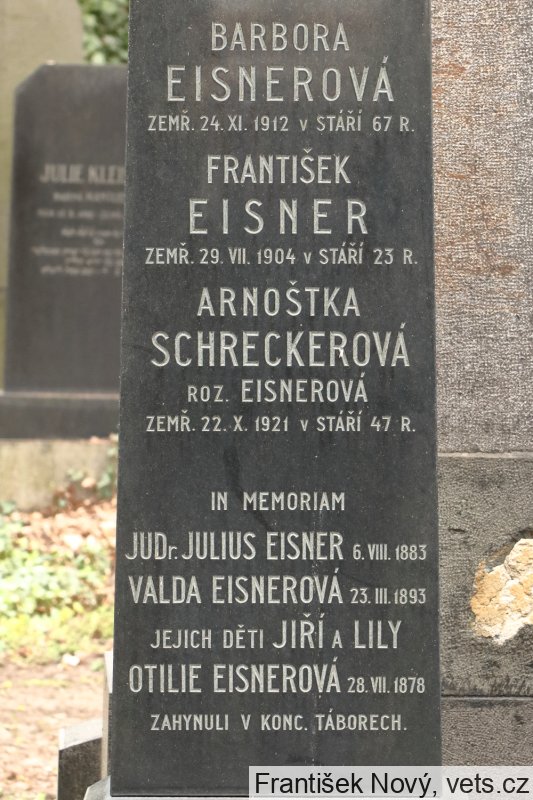 BARBORA
EISNEROVÁ
ZEMŘ. 24. XI. 1912 V STÁŘÍ 67 R.
FRANTIŠEK
EISNER
ZEMŘ. 29. VII. 1904 V STÁŘÍ 23 R.
ARNOŠTKA
SCHRECKEROVÁ
ROZ. EISNEROVÁ
ZEMŘ. 22. X. 1921 V STÁŘÍ 47 R.
IN MEMORIAM
JUDr. JULIUS EISNER 6. VIII. 1883
VALDA EISNEROVÁ 23. III. 1893
JEJICH DĚTI JIŘÍ A LILY
OTILIE EISNEROVÁ 28. VII. 1878
ZAHYNULI V KONC. TÁBORECH.
JULIE
František Nový, vets.cz